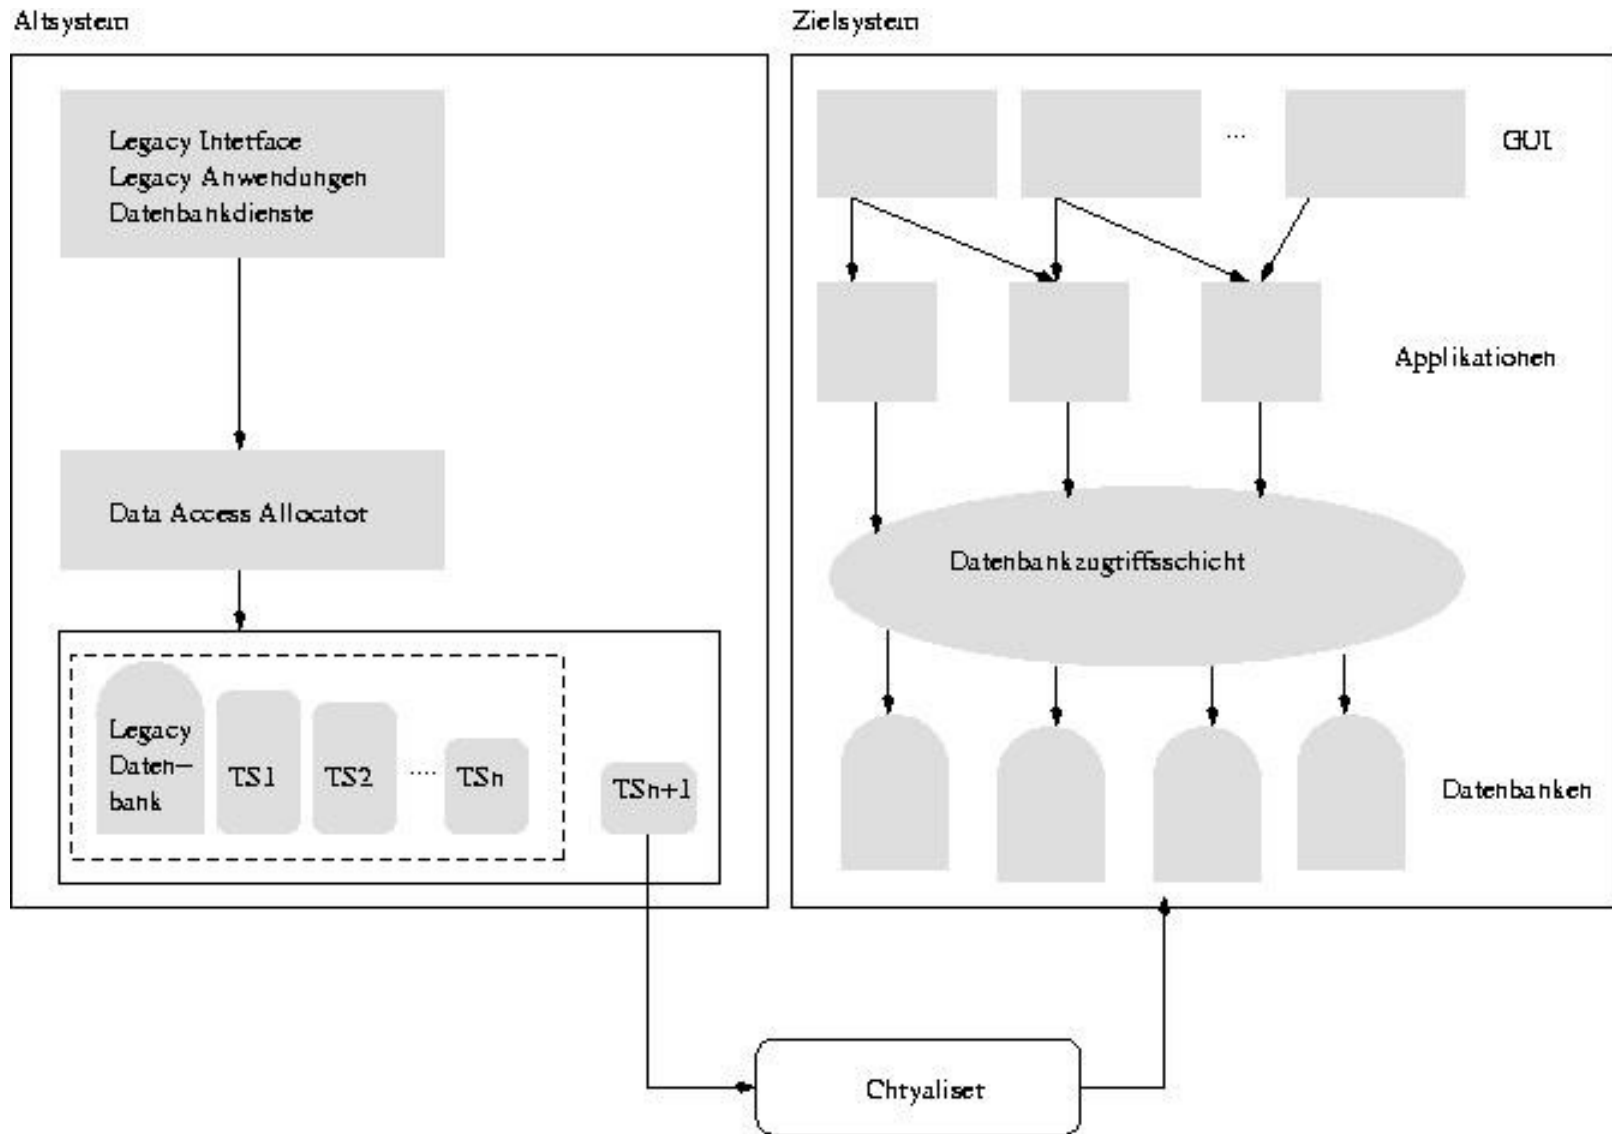 Altsystem
Zielsystem
Legacy Interface
Legacy Anwendungen
Datenbankdienste
...
GUI
Applikationen
Data Access Allocator
Datenbankzugriffsschicht
Legacy
Daten-
bank
TS1
TS2
....
TSn
TSn+1
Datenbanken
Chryaliser